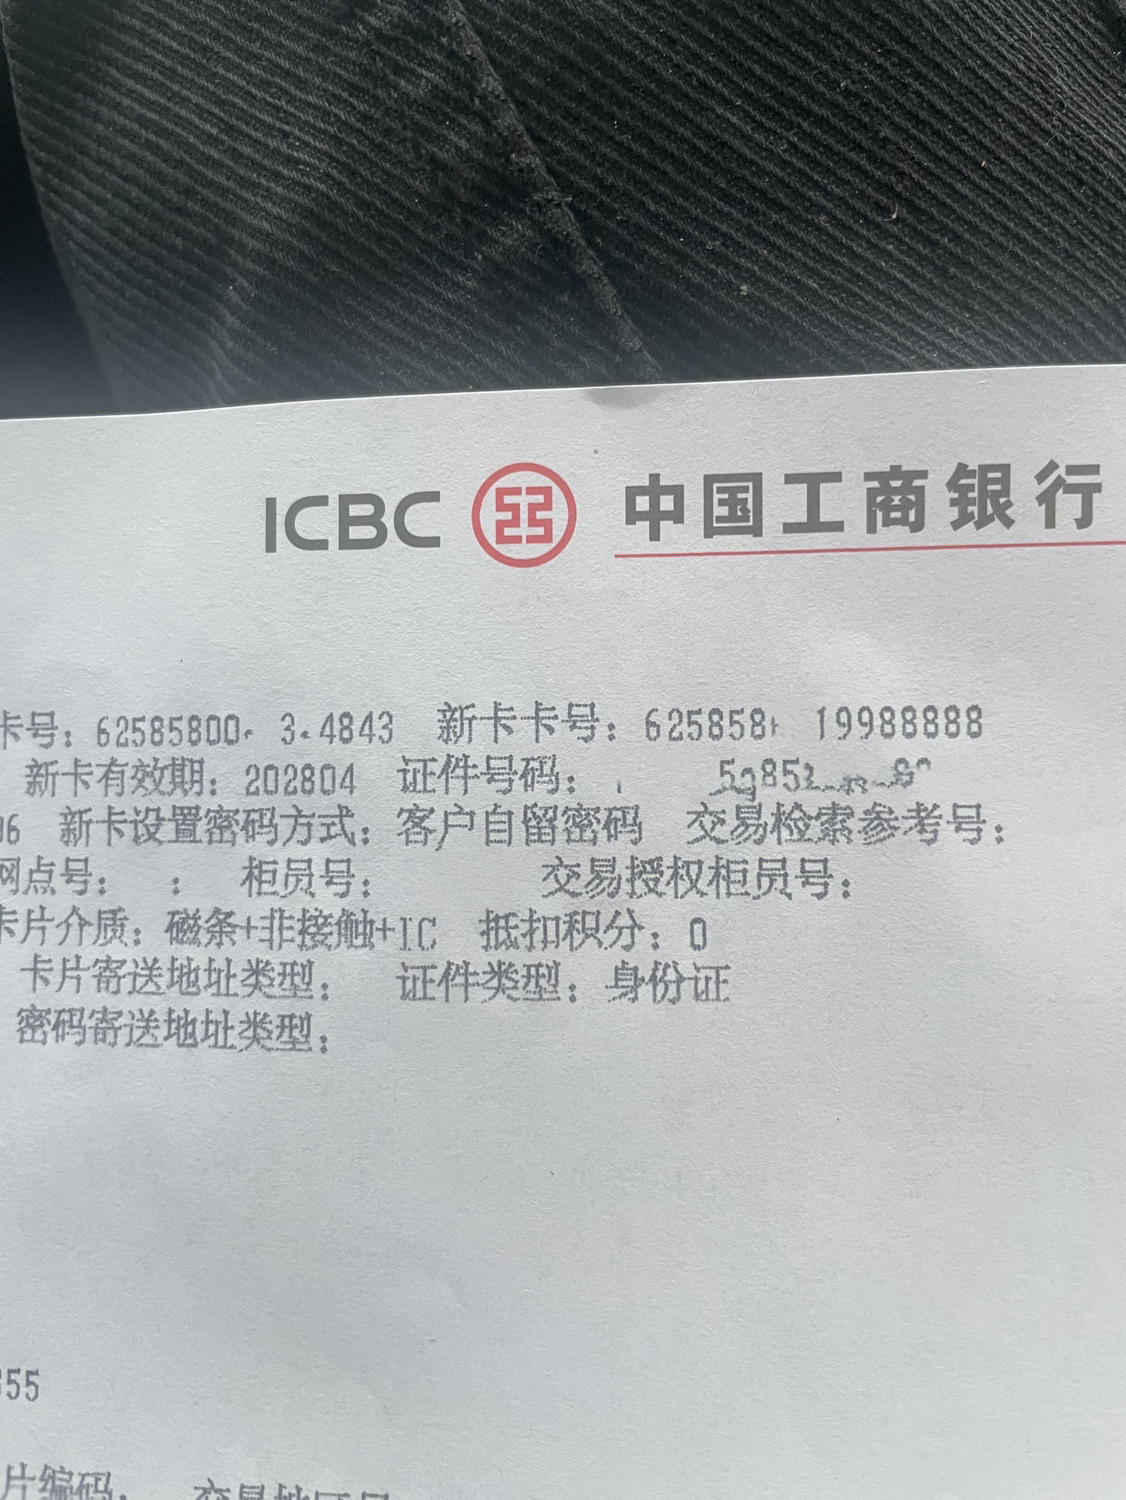 ICBC 中国工商银行
卡号：62585800 3 4843 新卡卡号：625858 19988888
新卡有效期：202804 证件号码：
06 新卡设置密码方式：客户自留密码 交易检索参考号：
网点号： ： 柜员号： 交易授权柜员号：
卡片介质：磁条+非接触+IC 抵扣积分：0
卡片寄送地址类型： 证件类型：身份证
密码寄送地址类型：
55
片编码：